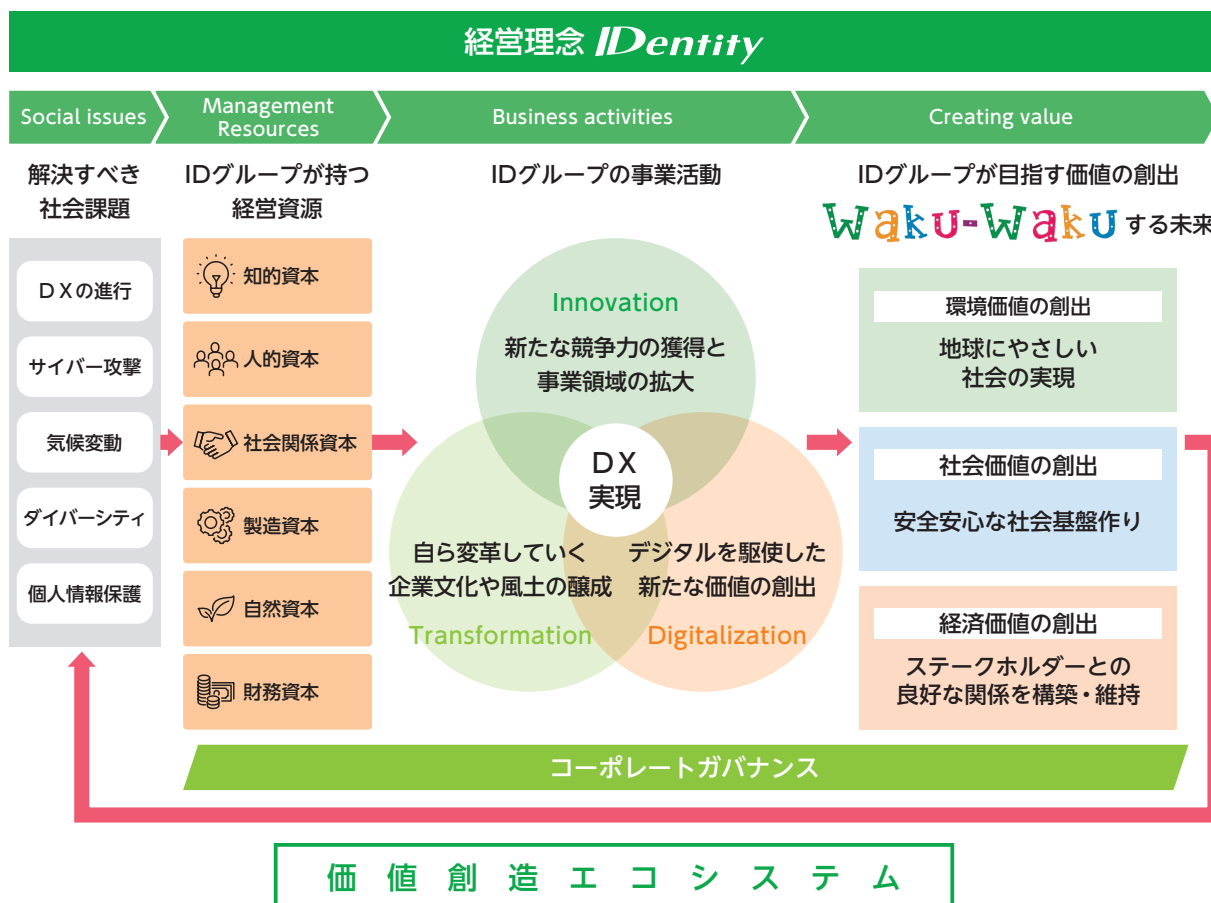 経営理念 IDentity
Social issues
Management
Resources
Business activities
Creating value
解決すべき
社会課題
IDグループが持つ
経営資源
IDグループの事業活動
IDグループが目指す価値の創出
Waku-Waku する未来
DXの進行
サイバー攻撃
気候変動
ダイバーシティ
個人情報保護
知的資本
人的資本
社会関係資本
製造資本
自然資本
財務資本
Innovation
新たな競争力の獲得と
事業領域の拡大
DX
実現
自ら変革していく
企業文化や風土の醸成
Transformation
デジタルを駆使した
新たな価値の創出
Digitalization
環境価値の創出
地球にやさしい
社会の実現
社会価値の創出
安全安心な社会基盤作り
経済価値の創出
ステークホルダーとの
良好な関係を構築・維持
コーポレートガバナンス
価値創造エコシステム